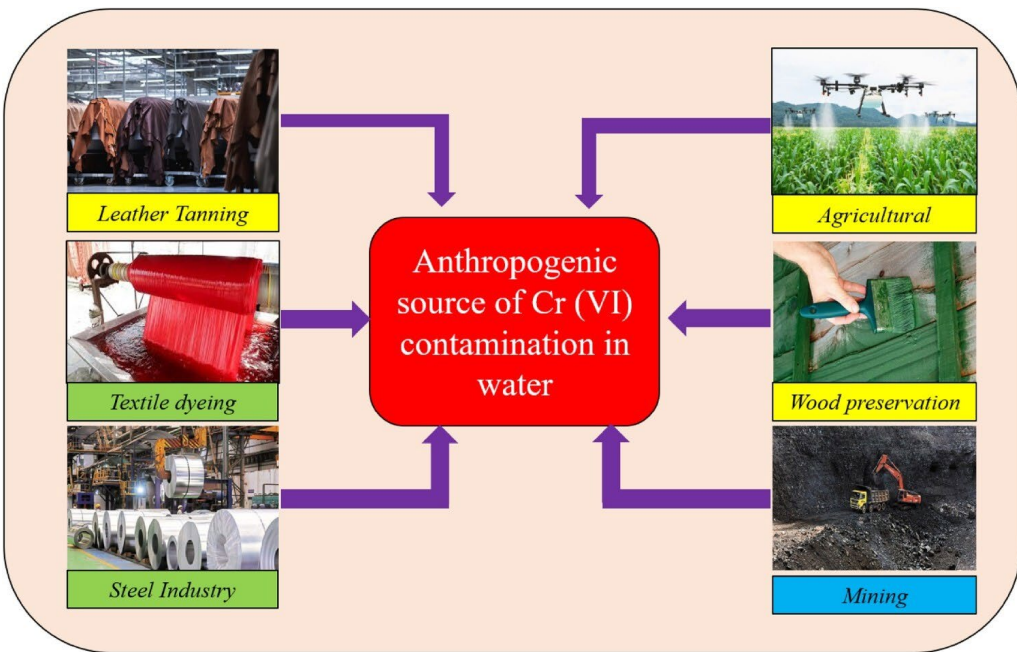 Leather Tanning
Textile dyeing
Steel Industry
Anthropogenic
source of Cr (VI)
contamination in
water
Agricultural
Wood preservation
Mining